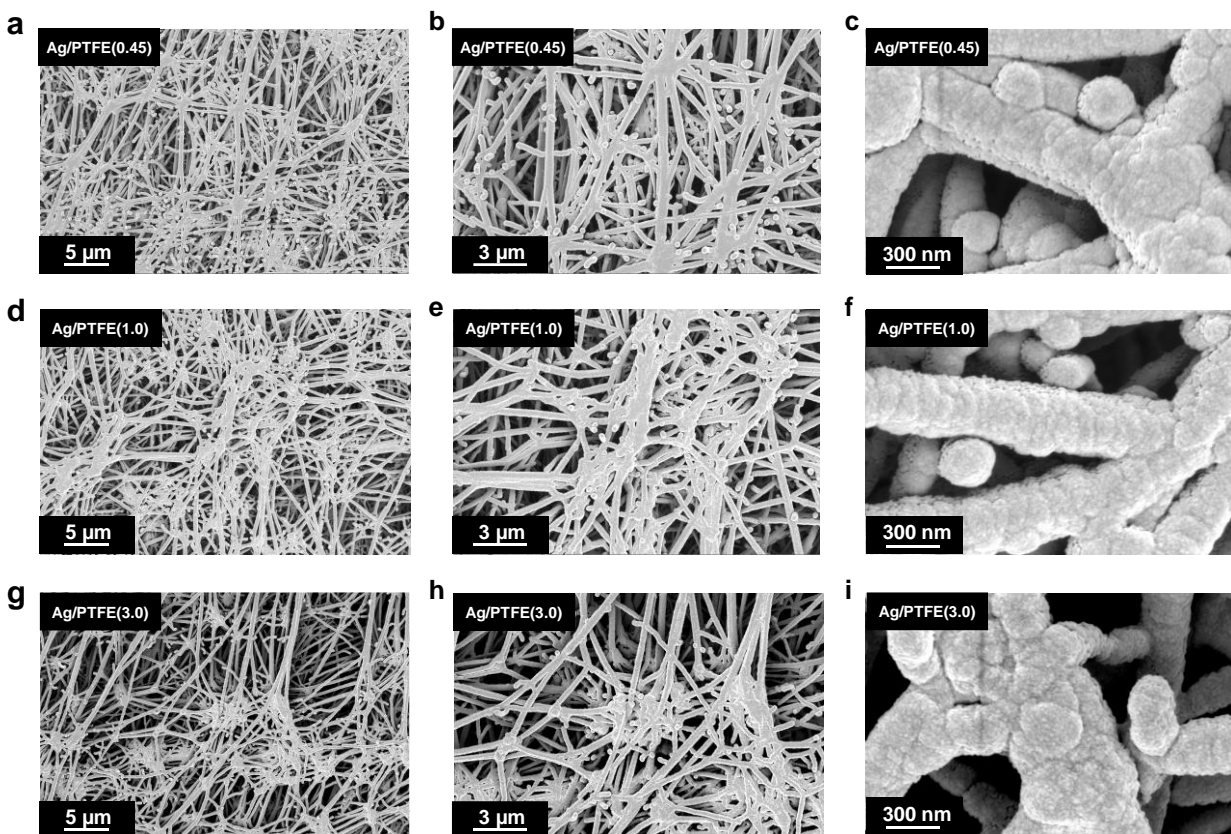 a
Ag/PTFE(0.45)
5 µm
b
Ag/PTFE(0.45)
3 µm
c
Ag/PTFE(0.45)
300 nm
d
Ag/PTFE(1.0)
5 µm
e
Ag/PTFE(1.0)
3 µm
f
Ag/PTFE(1.0)
300 nm
g
Ag/PTFE(3.0)
5 µm
h
Ag/PTFE(3.0)
3 µm
i
Ag/PTFE(3.0)
300 nm